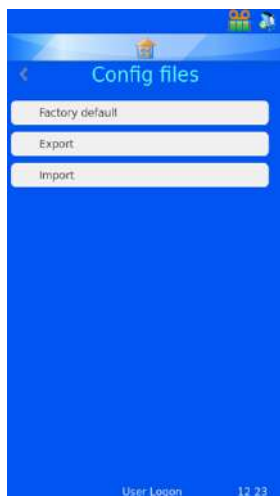 Config files
Factory default
Export
Import
User Logon 12 23